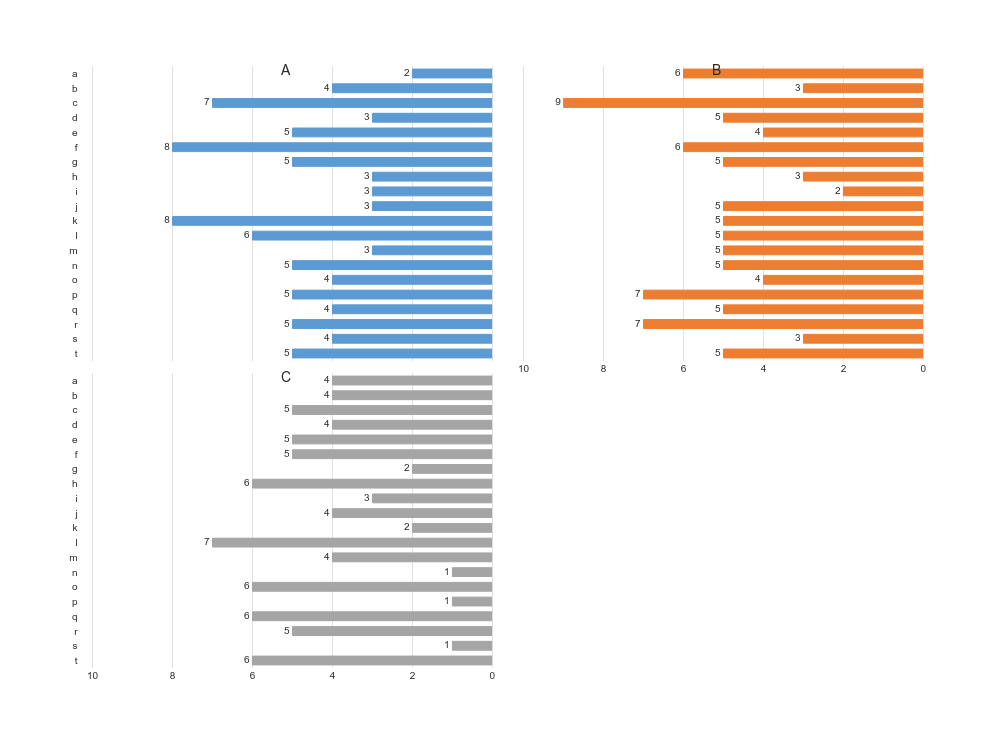 A B
a 2 6
b 4 3
c 7 9
d 3 5
e 5 4
f 8 6
g 5 5
h 3 3
i 3 2
j 3 5
k 8 5
l 6 5
m 3 5
n 5 5
o 4 4
p 5 7
q 4 5
r 5 7
s 4 3
t 5 5
10 8 6 4 2 0
C
a 4
b 4
c 5
d 4
e 5
f 5
g 2
h 6
i 3
j 4
k 2
l 7
m 4
n 1
o 6
p 1
q 6
r 5
s 1
t 6
10 8 6 4 2 0